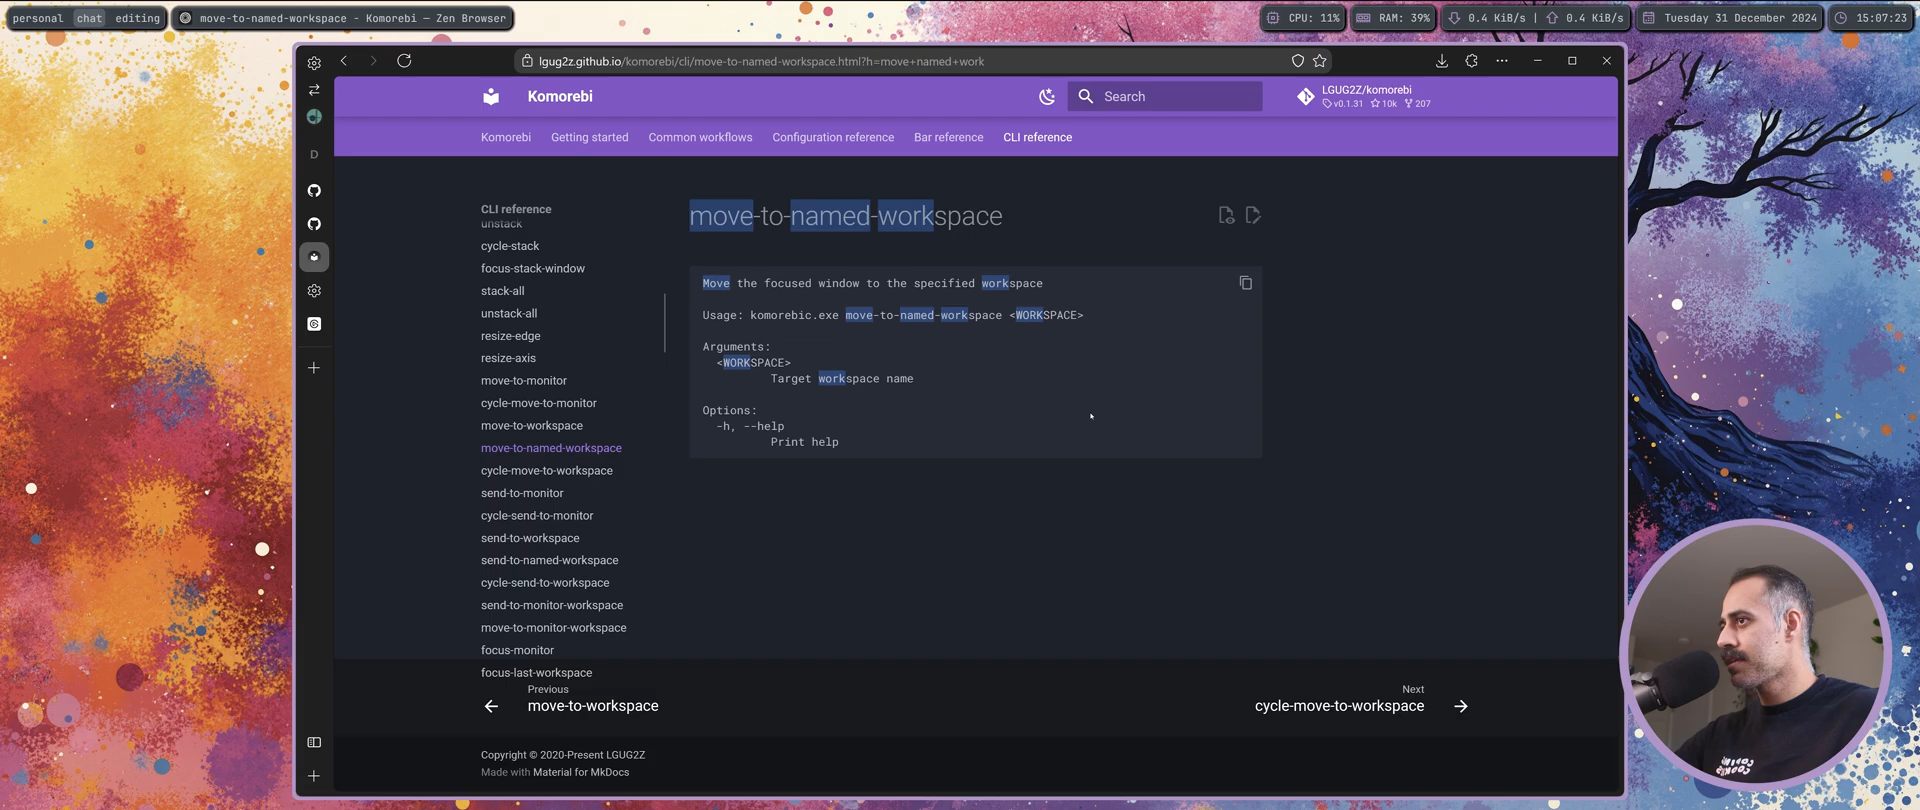 personal chat editing
move-to-named-workspace - Komorebi — Zen Browser
CPU: 11%
RAM: 39%
0.4 KiB/s | 0.4 KiB/s
Tuesday 31 December 2024
15:07:23
lgug2z.github.io/komorebi/cli/move-to-named-workspace.html?h=move+named+work
Komorebi
Search
LGUG2Z/komorebi
v0.1.31 10k 207
Komorebi Getting started Common workflows Configuration reference Bar reference CLI reference
D
CLI reference
unstack
cycle-stack
focus-stack-window
stack-all
unstack-all
resize-edge
resize-axis
move-to-monitor
cycle-move-to-monitor
move-to-workspace
move-to-named-workspace
cycle-move-to-workspace
send-to-monitor
cycle-send-to-monitor
send-to-workspace
send-to-named-workspace
cycle-send-to-workspace
send-to-monitor-workspace
move-to-monitor-workspace
focus-monitor
focus-last-workspace
move-to-named-workspace
Move the focused window to the specified workspace
Usage: komorebic.exe move-to-named-workspace <WORKSPACE>
Arguments:
<WORKSPACE>
Target workspace name
Options:
-h, --help
Print help
Previous
move-to-workspace
Next
cycle-move-to-workspace
Copyright © 2020-Present LGUG2Z
Made with Material for MkDocs